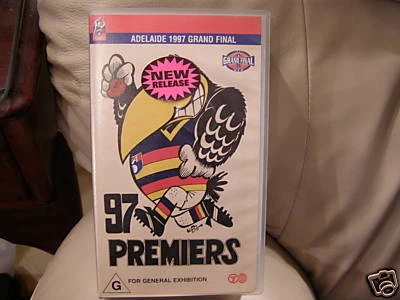 ADELAIDE 1997 GRAND FINAL
GRAND FINAL
NEW
RELEASE
97
PREMIERS
G
FOR GENERAL EXHIBITION